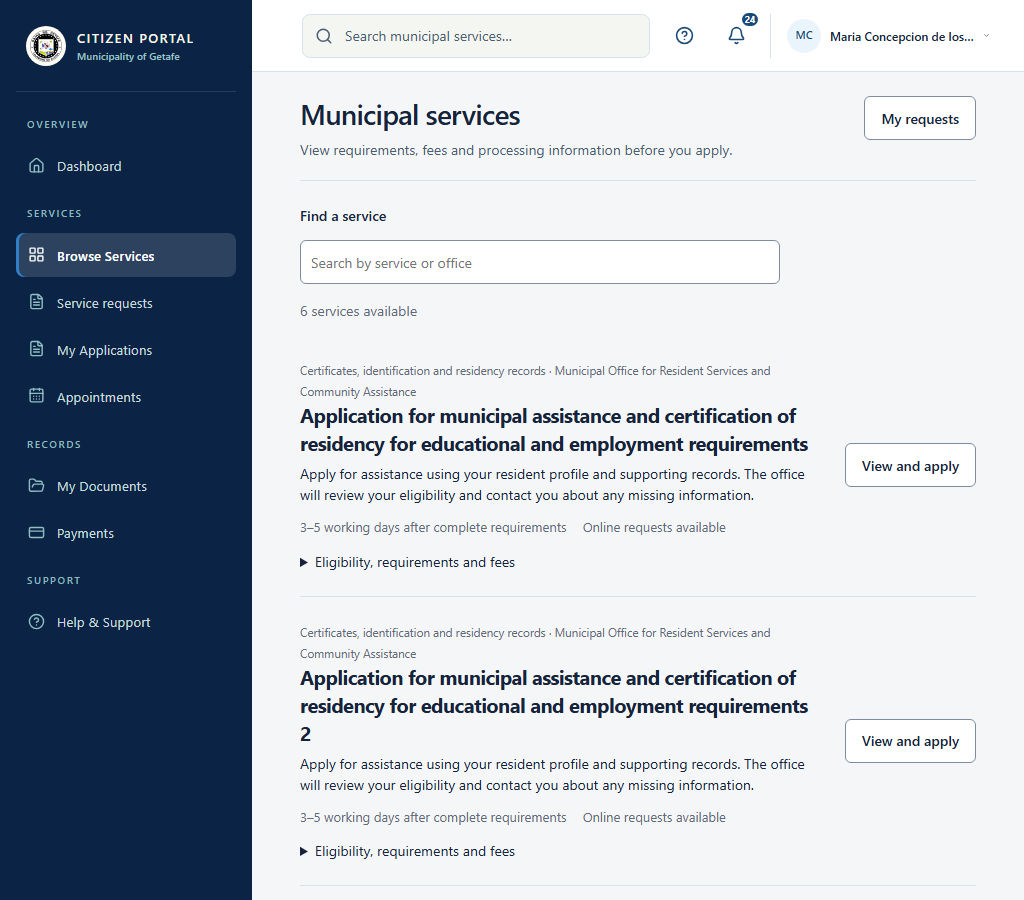 CITIZEN PORTAL
Municipality of Getafe
OVERVIEW
Dashboard
SERVICES
Browse Services
Service requests
My Applications
Appointments
RECORDS
My Documents
Payments
SUPPORT
Help & Support
Search municipal services...
24
MC
Maria Concepcion de los...
Municipal services
View requirements, fees and processing information before you apply.
My requests
Find a service
Search by service or office
6 services available
Certificates, identification and residency records · Municipal Office for Resident Services and
Community Assistance
Application for municipal assistance and certification of
residency for educational and employment requirements
Apply for assistance using your resident profile and supporting records. The office
will review your eligibility and contact you about any missing information.
3–5 working days after complete requirements Online requests available
Eligibility, requirements and fees
View and apply
Certificates, identification and residency records · Municipal Office for Resident Services and
Community Assistance
Application for municipal assistance and certification of
residency for educational and employment requirements
2
Apply for assistance using your resident profile and supporting records. The office
will review your eligibility and contact you about any missing information.
3–5 working days after complete requirements Online requests available
Eligibility, requirements and fees
View and apply